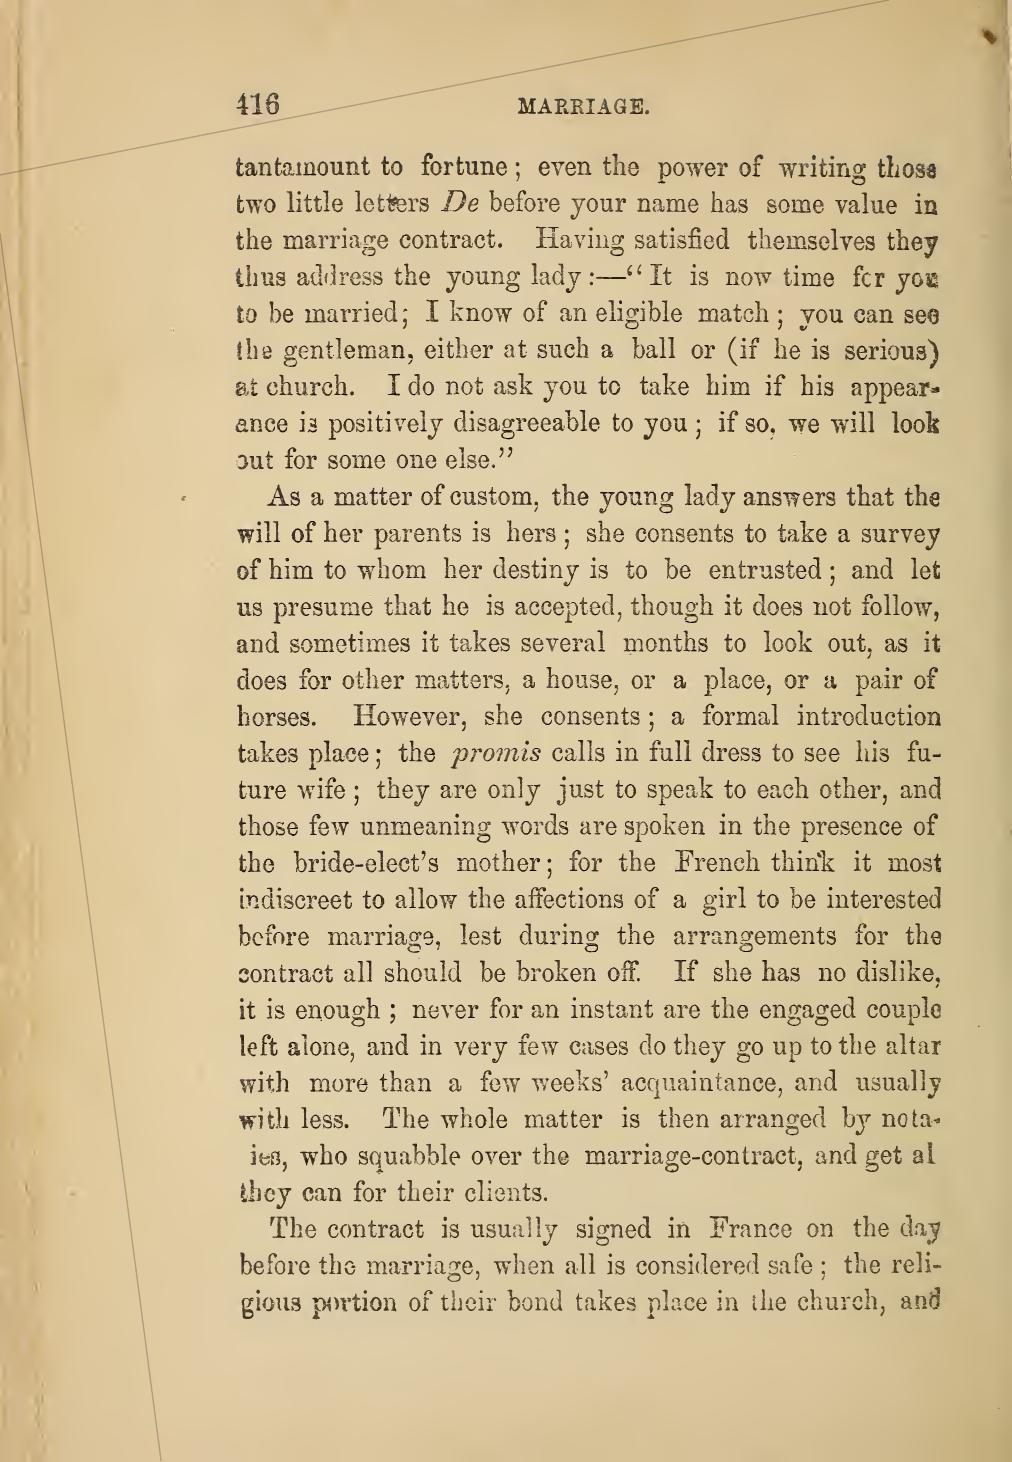 416 MARRIAGE.
tantamount to fortune; even the power of writing those
two little letters De before your name has some value in
the marriage contract. Having satisfied themselves they
thus address the young lady:—“It is now time for you
to be married; I know of an eligible match; you can see
the gentleman, either at such a ball or (if he is serious)
at church. I do not ask you to take him if his appear-
ance is positively disagreeable to you; if so, we will look
out for some one else.”
As a matter of custom, the young lady answers that the
will of her parents is hers; she consents to take a survey
of him to whom her destiny is to be entrusted; and let
us presume that he is accepted, though it does not follow,
and sometimes it takes several months to look out, as it
does for other matters, a house, or a place, or a pair of
horses. However, she consents; a formal introduction
takes place; the promis calls in full dress to see his fu-
ture wife; they are only just to speak to each other, and
those few unmeaning words are spoken in the presence of
the bride-elect’s mother; for the French think it most
indiscreet to allow the affections of a girl to be interested
before marriage, lest during the arrangements for the
contract all should be broken off. If she has no dislike,
it is enough; never for an instant are the engaged couple
left alone, and in very few cases do they go up to the altar
with more than a few weeks’ acquaintance, and usually
with less. The whole matter is then arranged by nota-
ies, who squabble over the marriage-contract, and get al
they can for their clients.
The contract is usually signed in France on the day
before the marriage, when all is considered safe; the reli-
gious portion of their bond takes place in the church, and